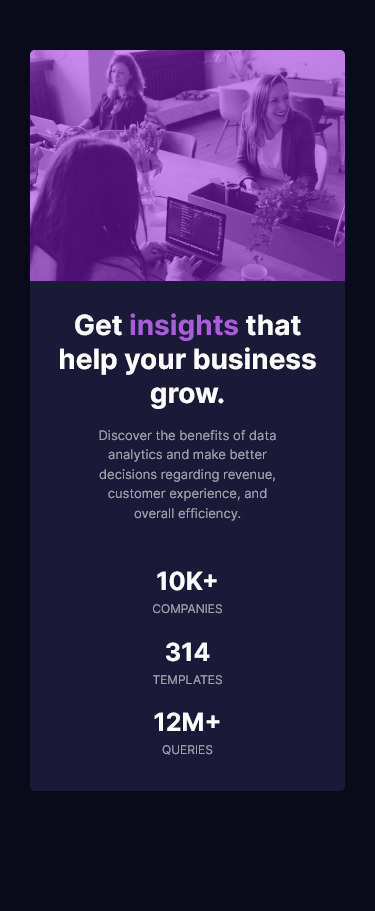 Get insights that
help your business
grow.
Discover the benefits of data
analytics and make better
decisions regarding revenue,
customer experience, and
overall efficiency.
10K+
COMPANIES
314
TEMPLATES
12M+
QUERIES